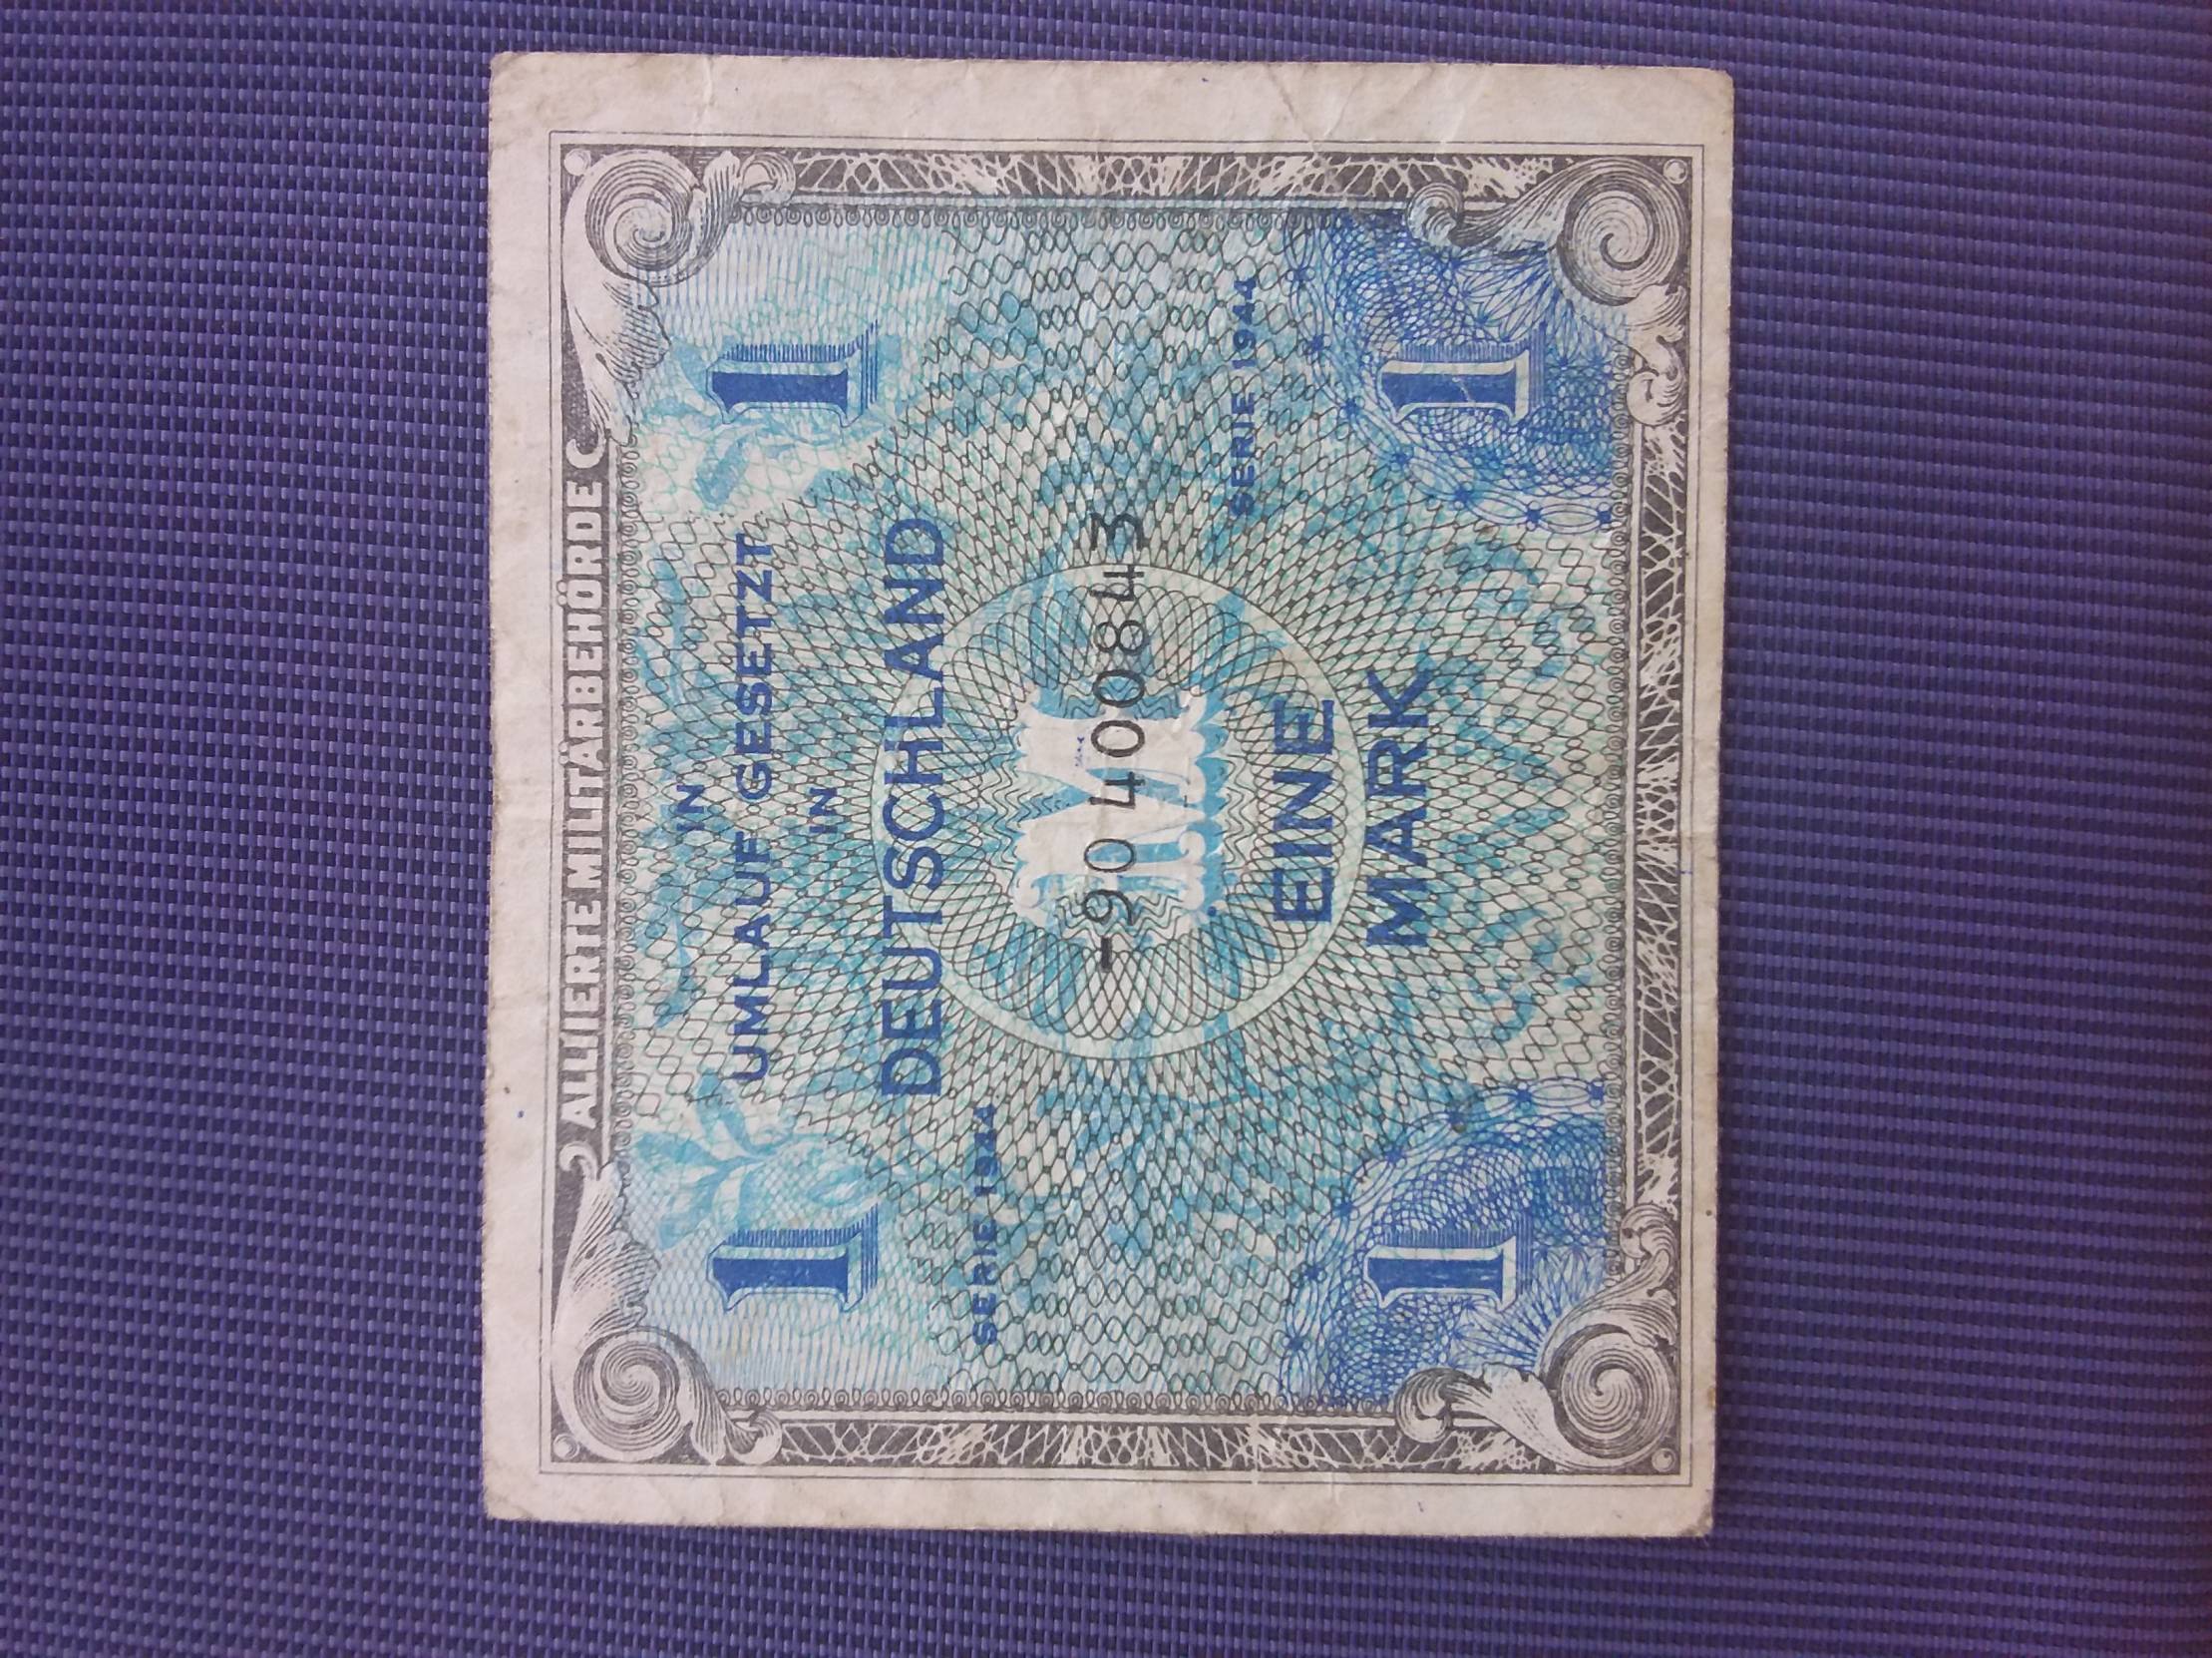 ALLIIERTE MILITÄRBEHÖRDE
1 1
IN
UMLAUF GESETZT
IN
DEUTSCHLAND
SERIE 1944
M
-90400843
SERIE 1944
EINE
MARK
1 1